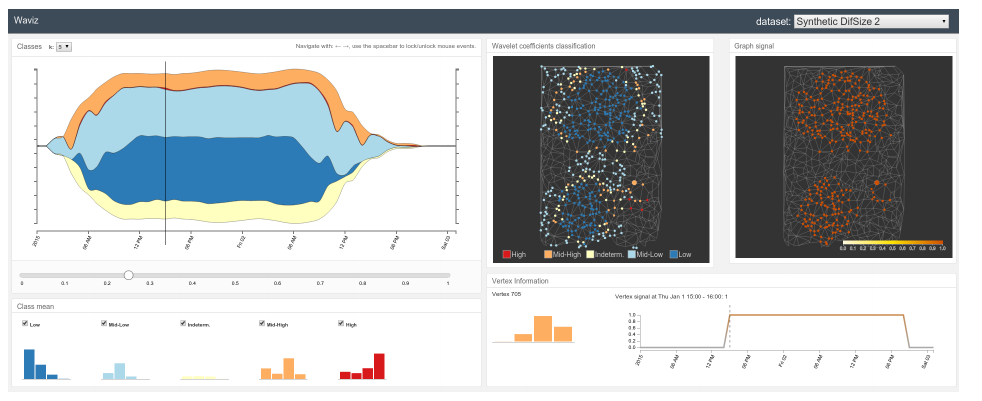 Waviz
dataset: Synthetic DifSize 2
Classes k: 5
Navigate with: ←→, use the spacebar to lock/unlock mouse events.
2015 06 AM 12 PM 06 PM Fri 02 06 AM 12 PM 06 PM Sat 03
0 0.1 0.2 0.3 0.4 0.5 0.6 0.7 0.8 0.9 1
Class mean
Low Mid-Low Indeterm. Mid-High High
Wavelet coefficients classification
High Mid-High Indeterm. Mid-Low Low
Graph signal
0.0 0.1 0.2 0.3 0.4 0.5 0.6 0.7 0.8 0.9 1.0
Vertex Information
Vertex 705
Vertex signal at Thu Jan 1 15:00 - 16:00: 1
1.0
0.8
0.6
0.4
0.2
0.0
2015 06 AM 12 PM 06 PM Fri 02 06 AM 12 PM 06 PM Sat 03